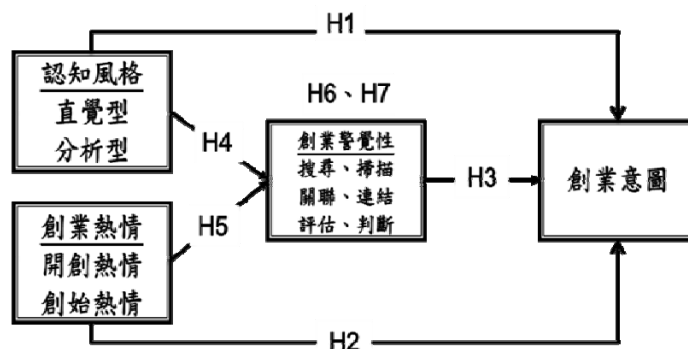 H1
認知風格
直覺型
分析型
H6、H7
H4
創業警覺性
搜尋、掃描
關聯、連結
評估、判斷
H3
創業意圖
H5
創業熱情
開創熱情
創始熱情
H2